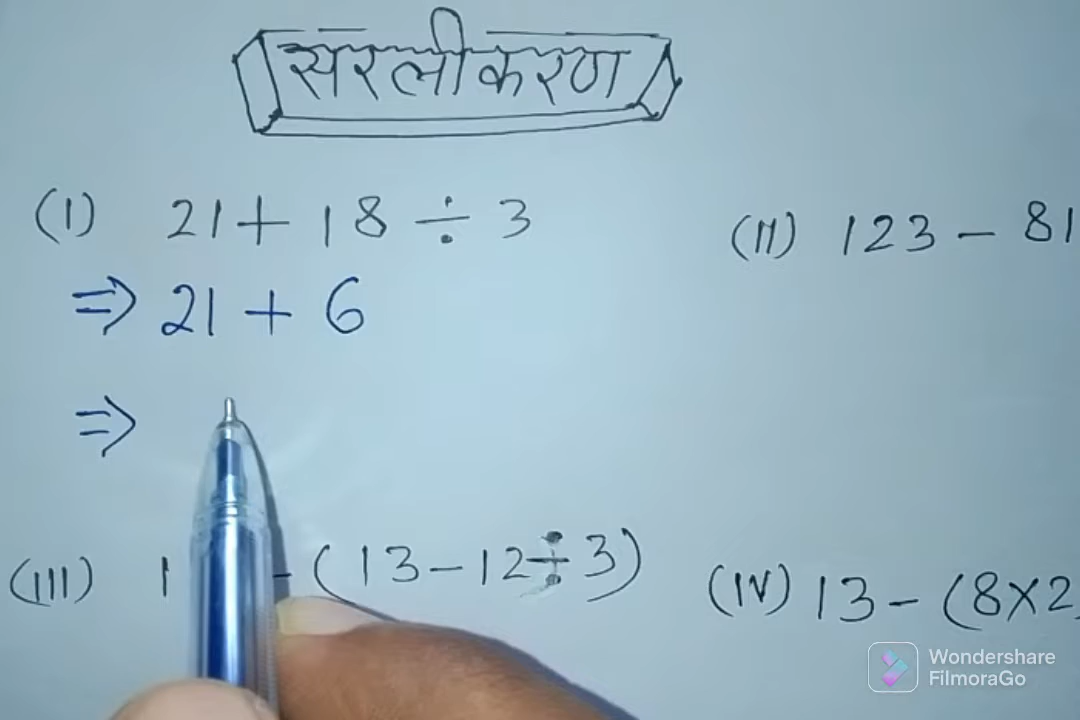 सरलीकरण
(I) 21 + 18 ÷ 3
⇒ 21 + 6
⇒
(II) 123 - 81
(III) 1 - (13 - 12 ÷ 3)
(IV) 13 - (8×2
Wondershare
FilmoraGo